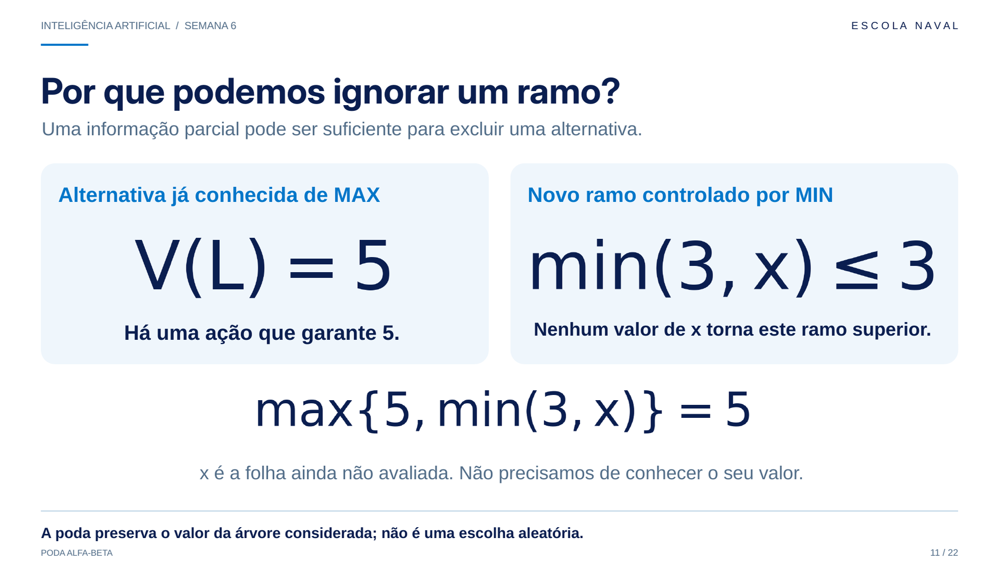 INTELIGÊNCIA ARTIFICIAL / SEMANA 6
ESCOLA NAVAL
Por que podemos ignorar um ramo?
Uma informação parcial pode ser suficiente para excluir uma alternativa.
Alternativa já conhecida de MAX
V(L) = 5
Há uma ação que garante 5.
Novo ramo controlado por MIN
min(3, x) ≤ 3
Nenhum valor de x torna este ramo superior.
max{5, min(3, x)} = 5
x é a folha ainda não avaliada. Não precisamos de conhecer o seu valor.
A poda preserva o valor da árvore considerada; não é uma escolha aleatória.
PODA ALFA-BETA
11 / 22